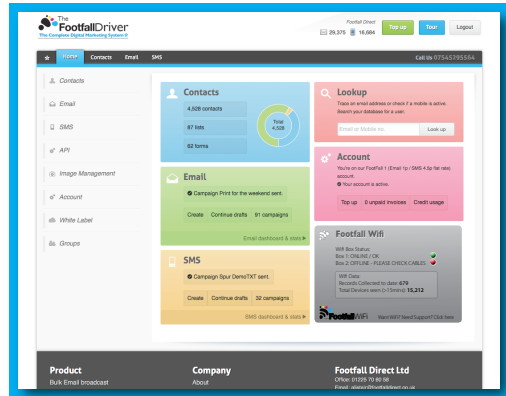 The
FootfallDriver
The Complete Digital Marketing System !!
Footfall Direct
29,375 16,684
Top up
Tour
Logout
Home Contacts Email SMS
Call Us 07545795564
Contacts
Email
SMS
API
Image Management
Account
White Label
Groups
Contacts
4,528 contacts
87 lists
62 forms
Total
4,528
Lookup
Trace an email address or check if a mobile is active.
Search your database for a user.
Email or Mobile no.
Look up
Account
You're on our FootFall 1 (Email 1p / SMS 4.5p flat rate)
account.
Your account is active.
Top up 0 unpaid invoices Credit usage
Email
Campaign Print for the weekend sent.
Create Continue drafts 91 campaigns
Email dashboard & stats
SMS
Campaign Spur DemoTXT sent.
Create Continue drafts 32 campaigns
SMS dashboard & stats
Footfall Wifi
Wifi Box Status:
Box 1: ONLINE / OK
Box 2: OFFLINE - PLEASE CHECK CABLES
Wifi Data:
Records Collected to date 679
Total Devices seen (>15mins): 15,212
FootfallWiFi
Want WiFi? Need Support? Click here
Product
Bulk Email broadcast
Company
About
Footfall Direct Ltd
Office: 01225 70 60 58